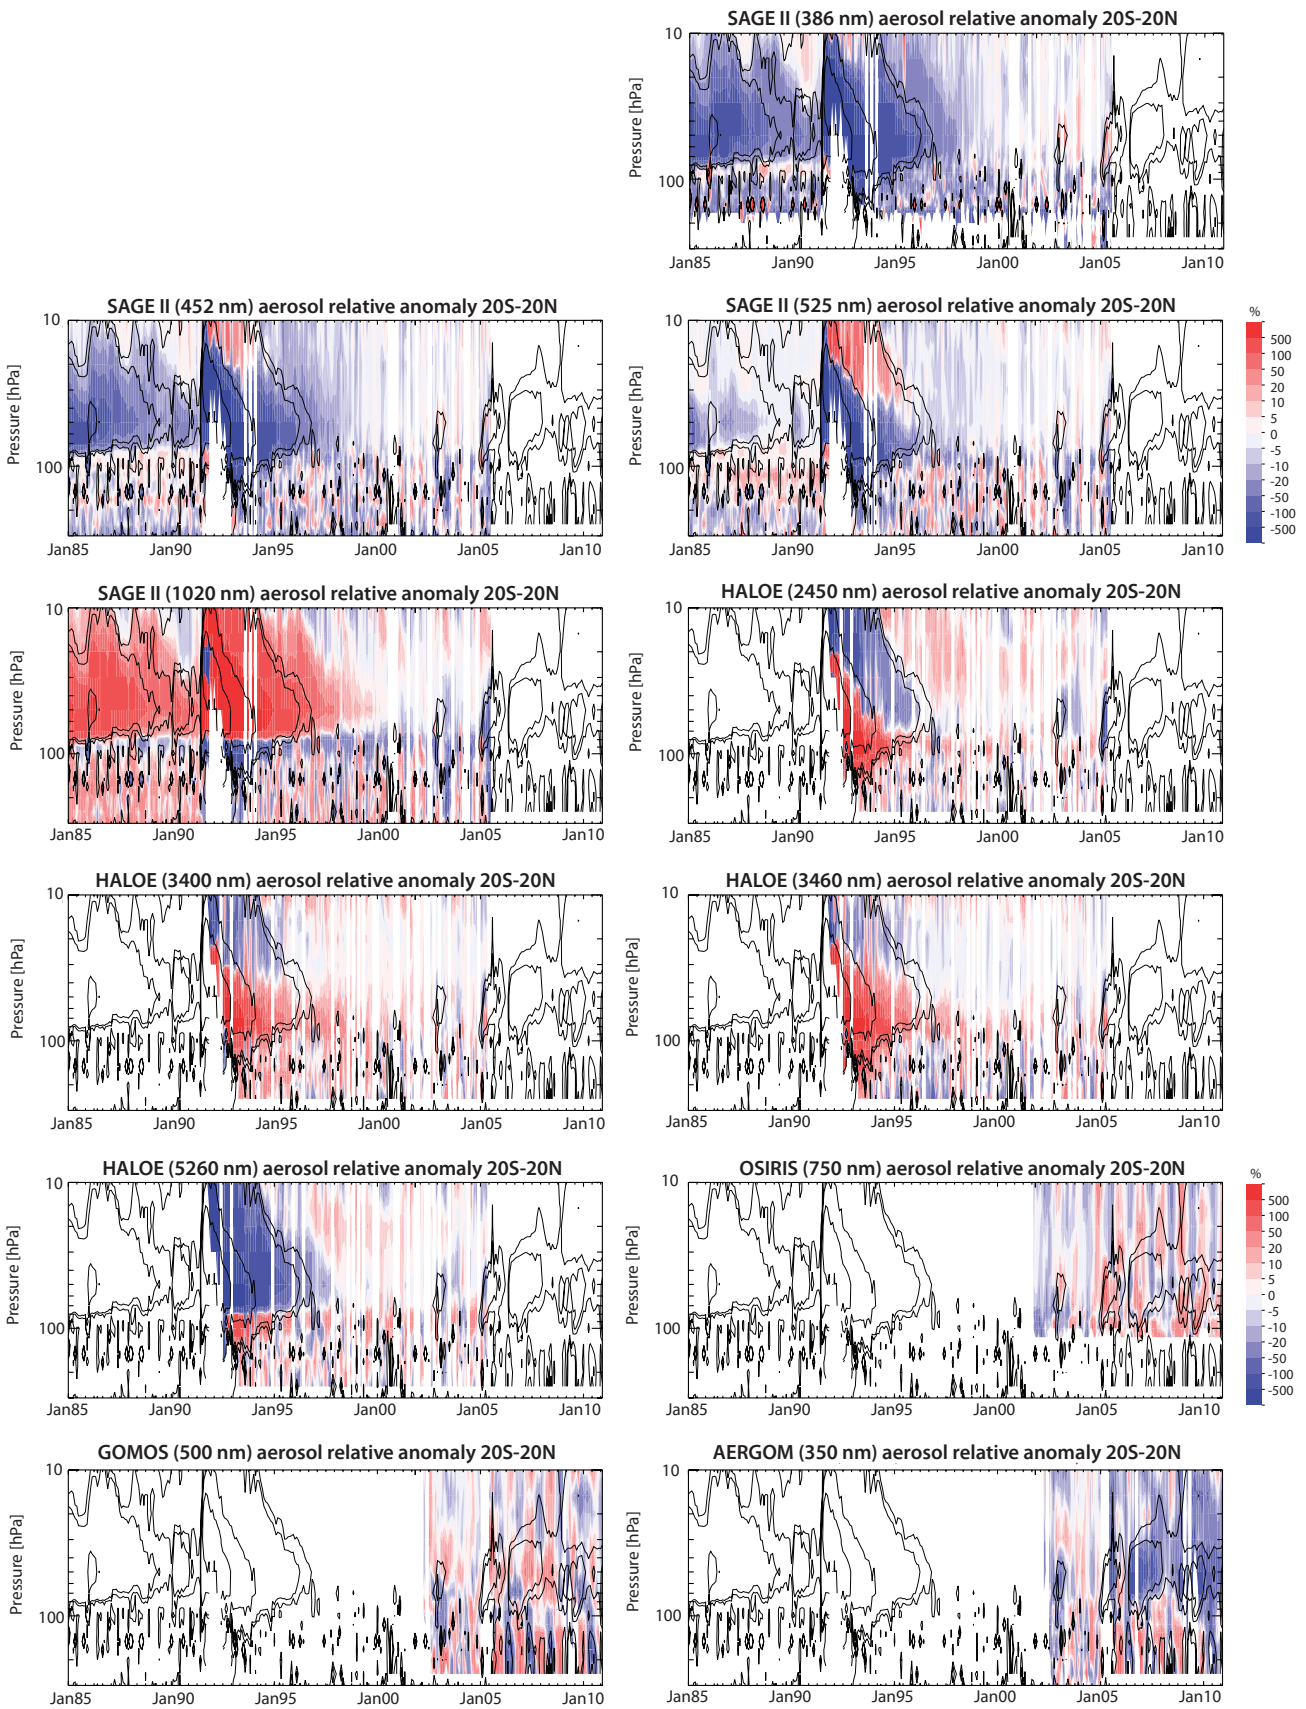 SAGE II (386 nm) aerosol relative anomaly 20S-20N
10
Pressure [hPa]
100
Jan85 Jan90 Jan95 Jan00 Jan05 Jan10
SAGE II (452 nm) aerosol relative anomaly 20S-20N
10
Pressure [hPa]
100
Jan85 Jan90 Jan95 Jan00 Jan05 Jan10
SAGE II (525 nm) aerosol relative anomaly 20S-20N
10
Pressure [hPa]
100
Jan85 Jan90 Jan95 Jan00 Jan05 Jan10
%
500
100
50
20
10
5
0
-5
-10
-20
-50
-100
-500
SAGE II (1020 nm) aerosol relative anomaly 20S-20N
10
Pressure [hPa]
100
Jan85 Jan90 Jan95 Jan00 Jan05 Jan10
HALOE (2450 nm) aerosol relative anomaly 20S-20N
10
Pressure [hPa]
100
Jan85 Jan90 Jan95 Jan00 Jan05 Jan10
HALOE (3400 nm) aerosol relative anomaly 20S-20N
10
Pressure [hPa]
100
Jan85 Jan90 Jan95 Jan00 Jan05 Jan10
HALOE (3460 nm) aerosol relative anomaly 20S-20N
10
Pressure [hPa]
100
Jan85 Jan90 Jan95 Jan00 Jan05 Jan10
HALOE (5260 nm) aerosol relative anomaly 20S-20N
10
Pressure [hPa]
100
Jan85 Jan90 Jan95 Jan00 Jan05 Jan10
OSIRIS (750 nm) aerosol relative anomaly 20S-20N
10
Pressure [hPa]
100
Jan85 Jan90 Jan95 Jan00 Jan05 Jan10
%
500
100
50
20
10
5
0
-5
-10
-20
-50
-100
-500
GOMOS (500 nm) aerosol relative anomaly 20S-20N
10
Pressure [hPa]
100
Jan85 Jan90 Jan95 Jan00 Jan05 Jan10
AERGOM (350 nm) aerosol relative anomaly 20S-20N
10
Pressure [hPa]
100
Jan85 Jan90 Jan95 Jan00 Jan05 Jan10